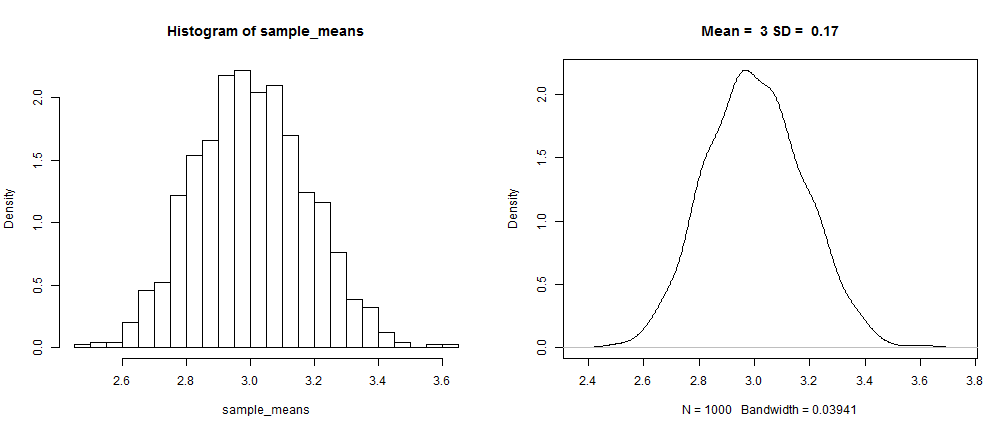 Histogram of sample_means
Density
2.0
1.5
1.0
0.5
0.0
2.6 2.8 3.0 3.2 3.4 3.6
sample_means
Mean =  3 SD =  0.17
Density
2.0
1.5
1.0
0.5
0.0
2.4 2.6 2.8 3.0 3.2 3.4 3.6 3.8
N = 1000   Bandwidth = 0.03941